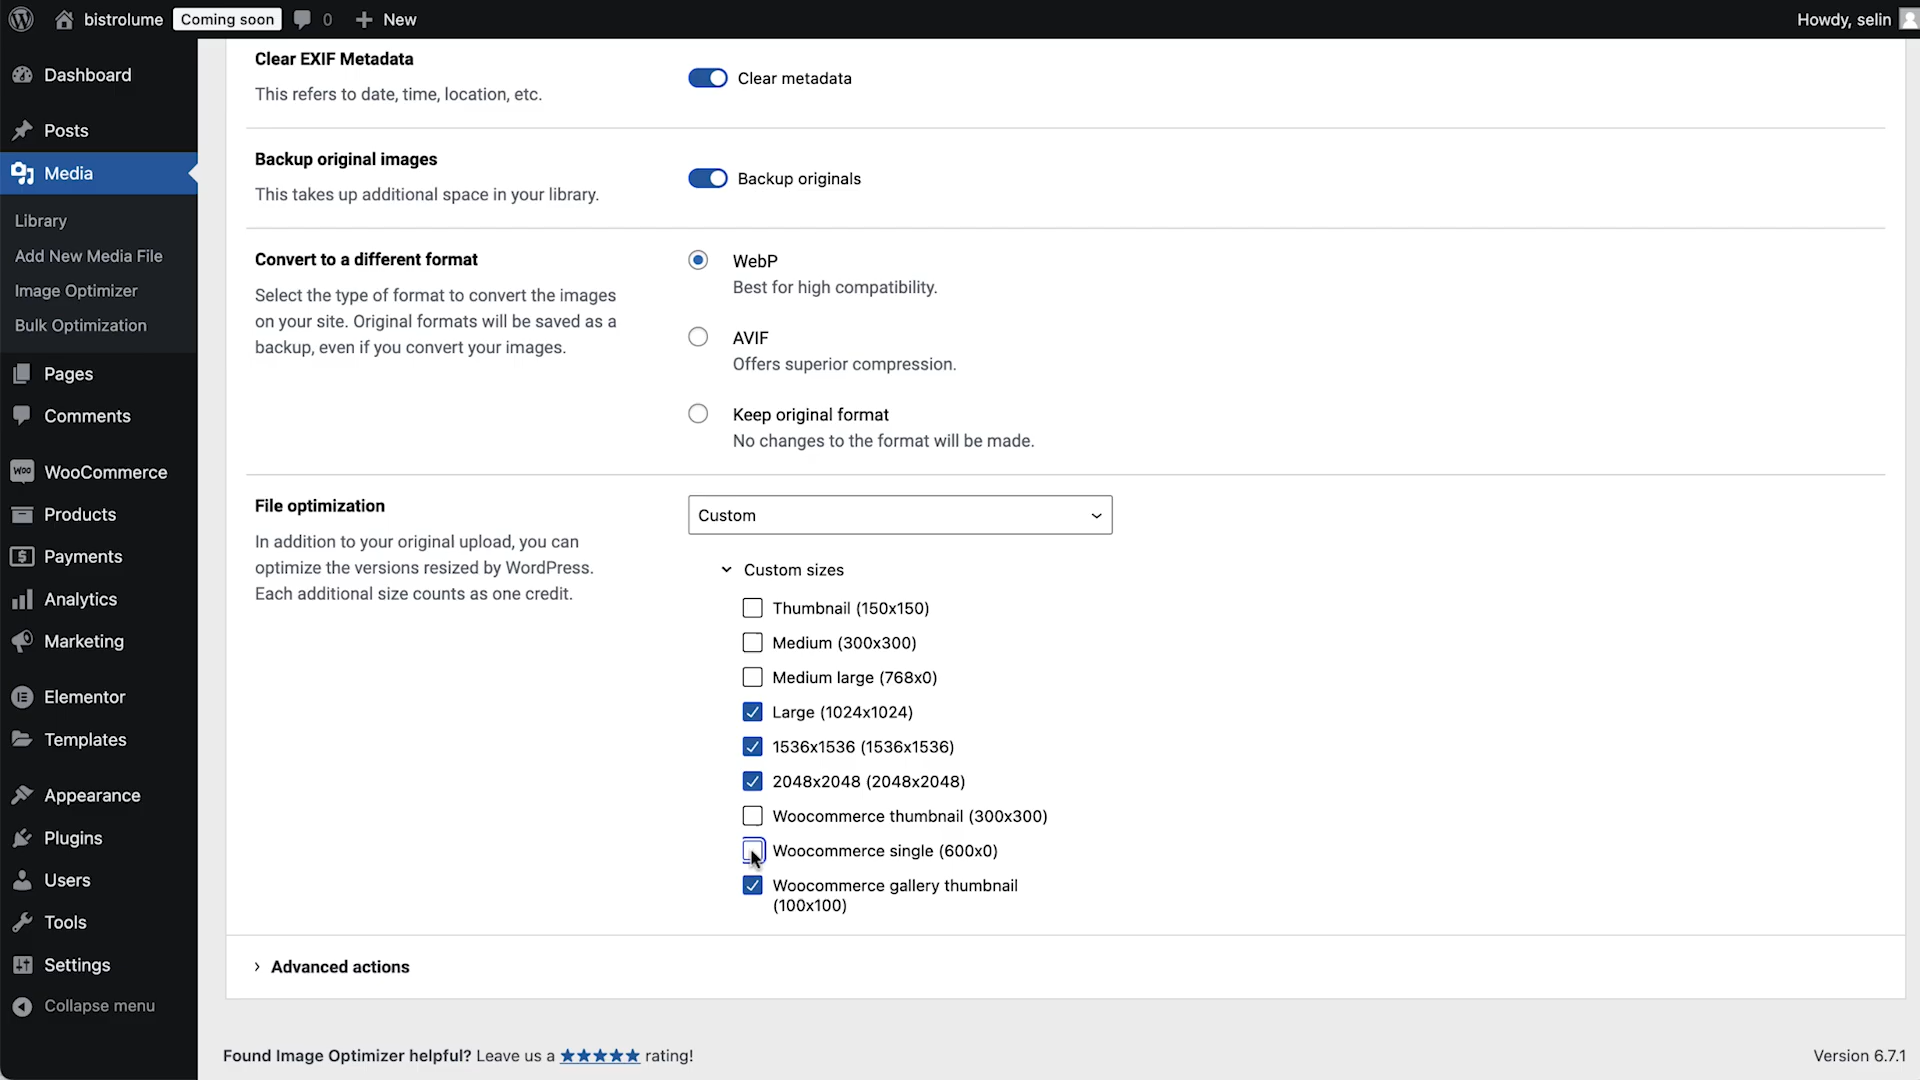 bistrolume
Coming soon
0
New
Howdy, selin
Dashboard
Posts
Media
Library
Add New Media File
Image Optimizer
Bulk Optimization
Pages
Comments
Woo
WooCommerce
Products
Payments
Analytics
Marketing
Elementor
Templates
Appearance
Plugins
Users
Tools
Settings
Collapse menu
Clear EXIF Metadata
This refers to date, time, location, etc.
Clear metadata
Backup original images
This takes up additional space in your library.
Backup originals
Convert to a different format
Select the type of format to convert the images
on your site. Original formats will be saved as a
backup, even if you convert your images.
WebP
Best for high compatibility.
AVIF
Offers superior compression.
Keep original format
No changes to the format will be made.
File optimization
In addition to your original upload, you can
optimize the versions resized by WordPress.
Each additional size counts as one credit.
Custom
Custom sizes
Thumbnail (150x150)
Medium (300x300)
Medium large (768x0)
Large (1024x1024)
1536x1536 (1536x1536)
2048x2048 (2048x2048)
Woocommerce thumbnail (300x300)
Woocommerce single (600x0)
Woocommerce gallery thumbnail
(100x100)
Advanced actions
Found Image Optimizer helpful? Leave us a ★★★★★ rating!
Version 6.7.1